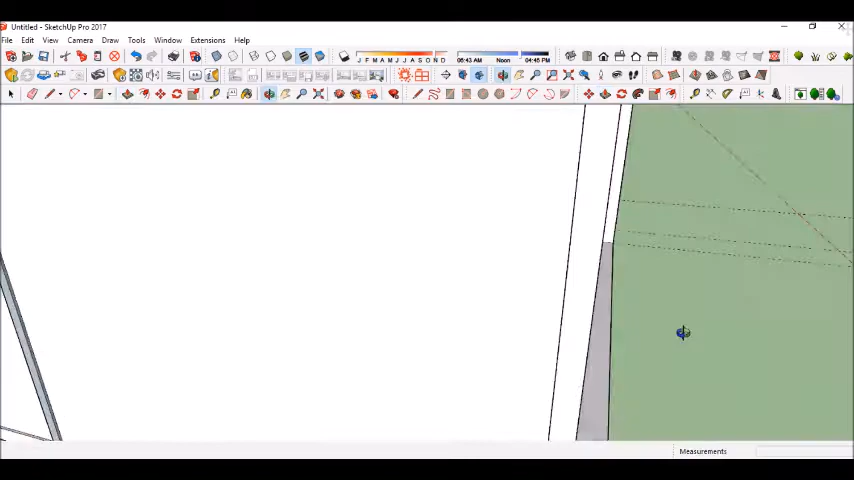 Untitled - SketchUp Pro 2017
File Edit View Camera Draw Tools Window Extensions Help
J F M A M J J A S O N D 06:43 AM Noon 04:45 PM
Measurements